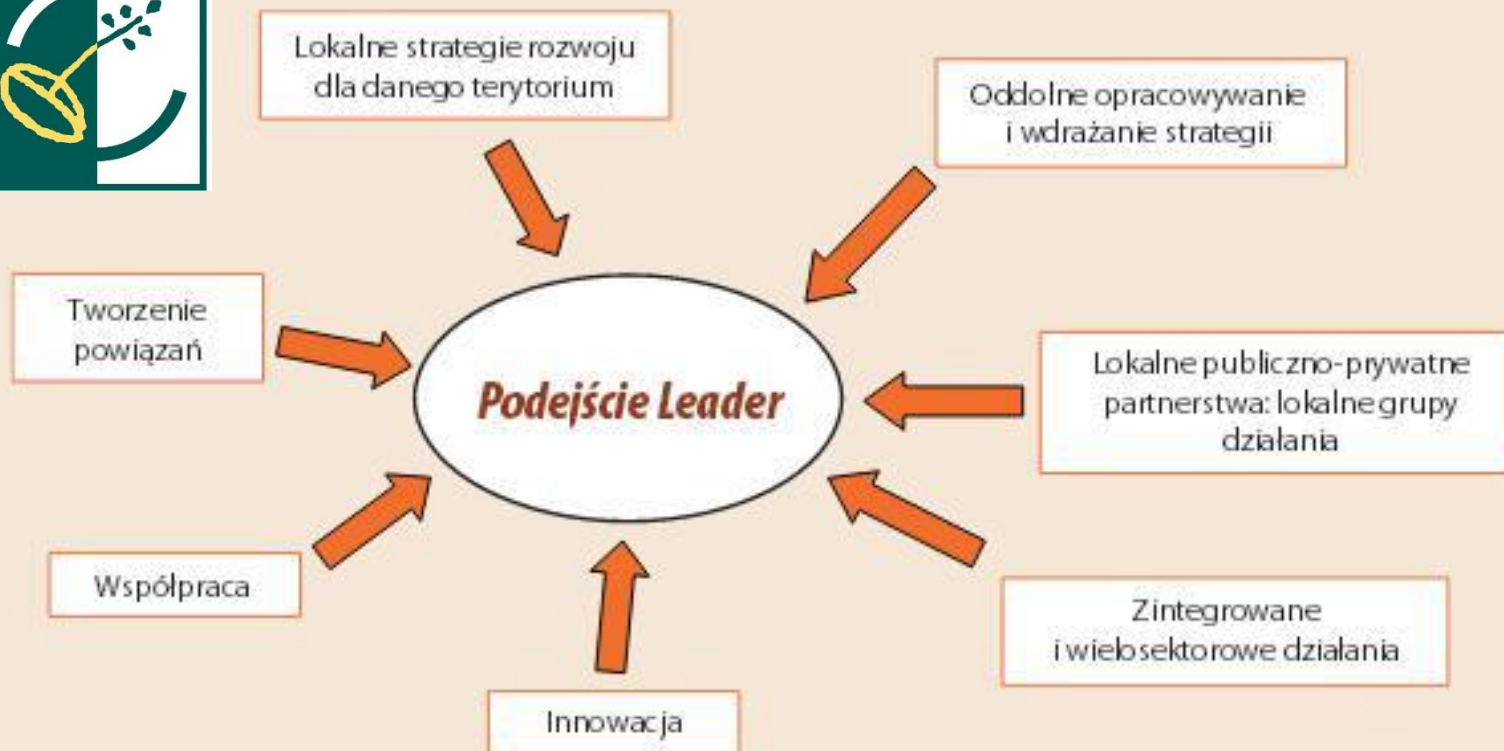 Lokalne strategie rozwoju
dla danego terytorium
Oddolne opracowywanie
i wdrażanie strategii
Tworzenie
powiązań
Podejście Leader
Lokalne publiczno-prywatne
partnerstwa: lokalne grupy
działania
Współpraca
Zintegrowane
i wielosektorowe działania
Innowacja